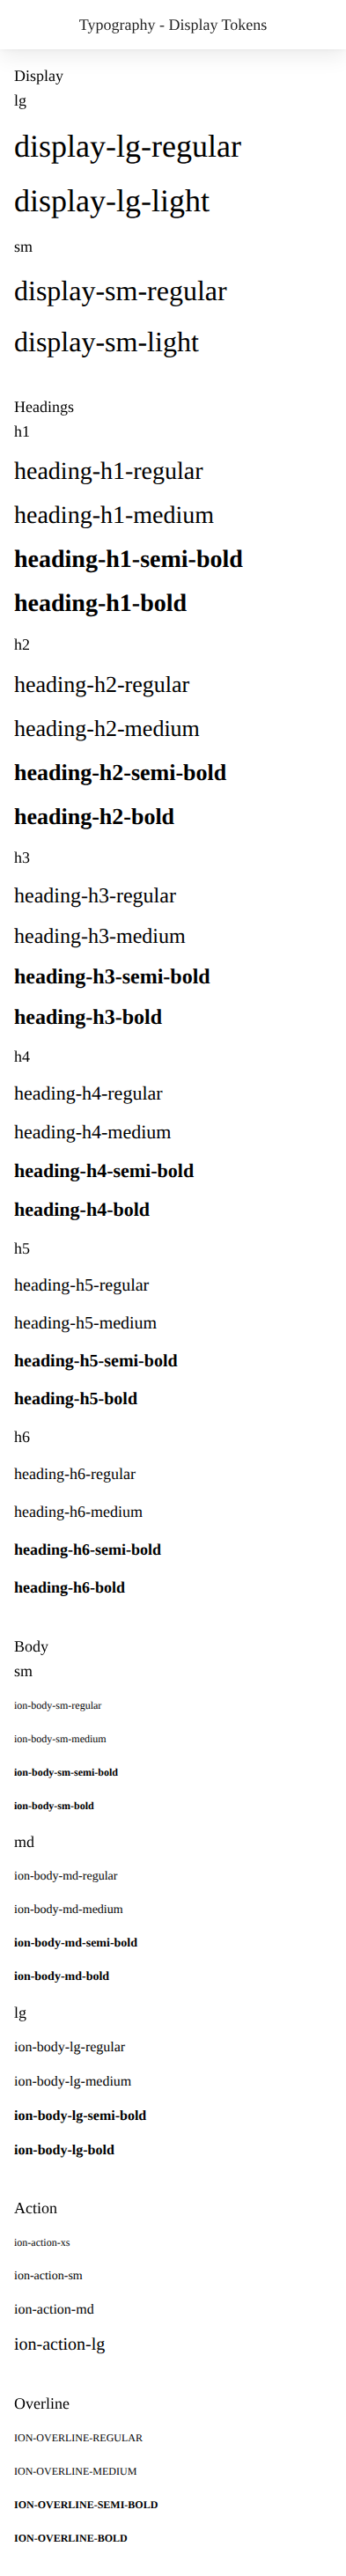 Typography - Display Tokens
Display
lg
display-lg-regular
display-lg-light
sm
display-sm-regular
display-sm-light
Headings
h1
heading-h1-regular
heading-h1-medium
heading-h1-semi-bold
heading-h1-bold
h2
heading-h2-regular
heading-h2-medium
heading-h2-semi-bold
heading-h2-bold
h3
heading-h3-regular
heading-h3-medium
heading-h3-semi-bold
heading-h3-bold
h4
heading-h4-regular
heading-h4-medium
heading-h4-semi-bold
heading-h4-bold
h5
heading-h5-regular
heading-h5-medium
heading-h5-semi-bold
heading-h5-bold
h6
heading-h6-regular
heading-h6-medium
heading-h6-semi-bold
heading-h6-bold
Body
sm
ion-body-sm-regular
ion-body-sm-medium
ion-body-sm-semi-bold
ion-body-sm-bold
md
ion-body-md-regular
ion-body-md-medium
ion-body-md-semi-bold
ion-body-md-bold
lg
ion-body-lg-regular
ion-body-lg-medium
ion-body-lg-semi-bold
ion-body-lg-bold
Action
ion-action-xs
ion-action-sm
ion-action-md
ion-action-lg
Overline
ION-OVERLINE-REGULAR
ION-OVERLINE-MEDIUM
ION-OVERLINE-SEMI-BOLD
ION-OVERLINE-BOLD